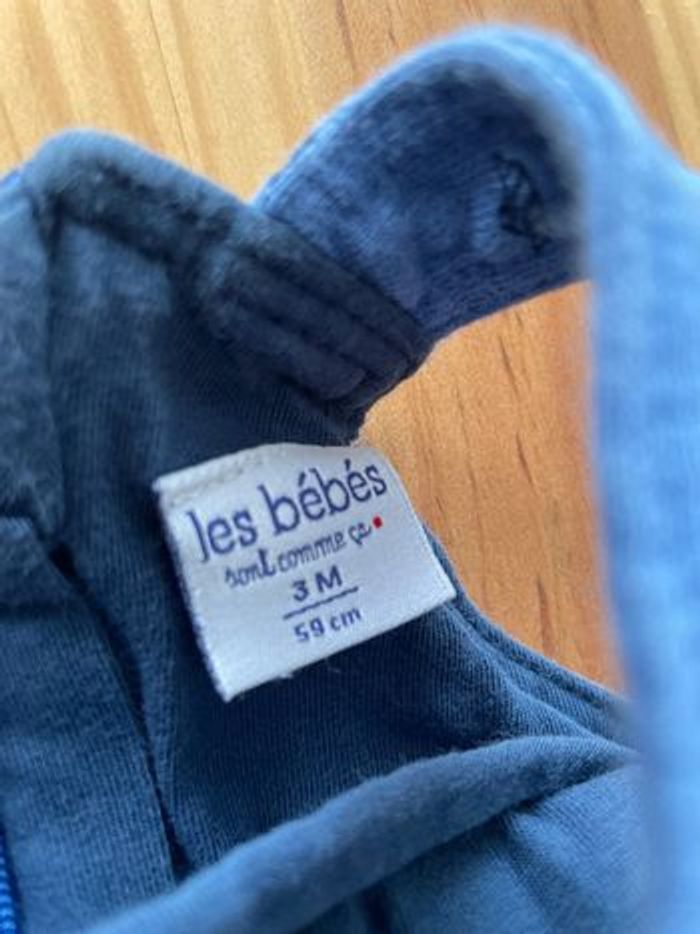 les bébés
sont comme ça
3 M
59 cm